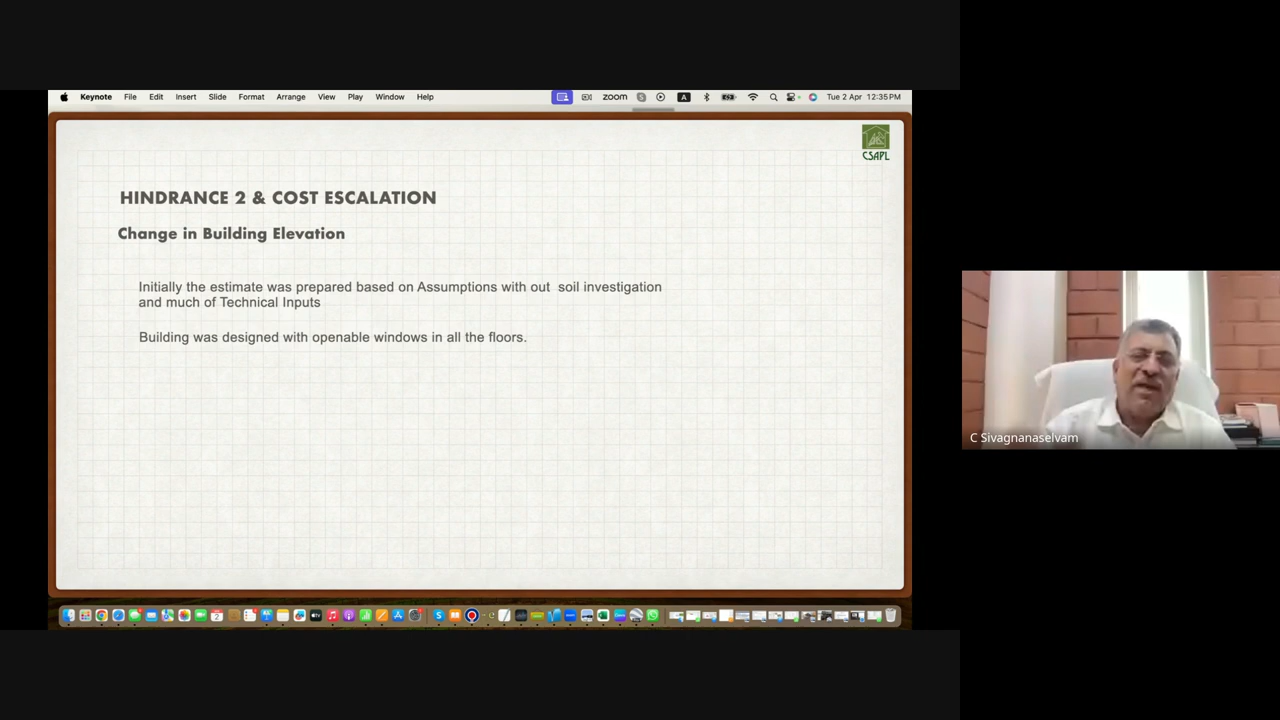 Keynote File Edit Insert Slide Format Arrange View Play Window Help zoom A Tue 2 Apr 12:35 PM
CSAPL
HINDRANCE 2 & COST ESCALATION
Change in Building Elevation
Initially the estimate was prepared based on Assumptions with out soil investigation
and much of Technical Inputs
Building was designed with openable windows in all the floors.
C Sivagnanaselvam